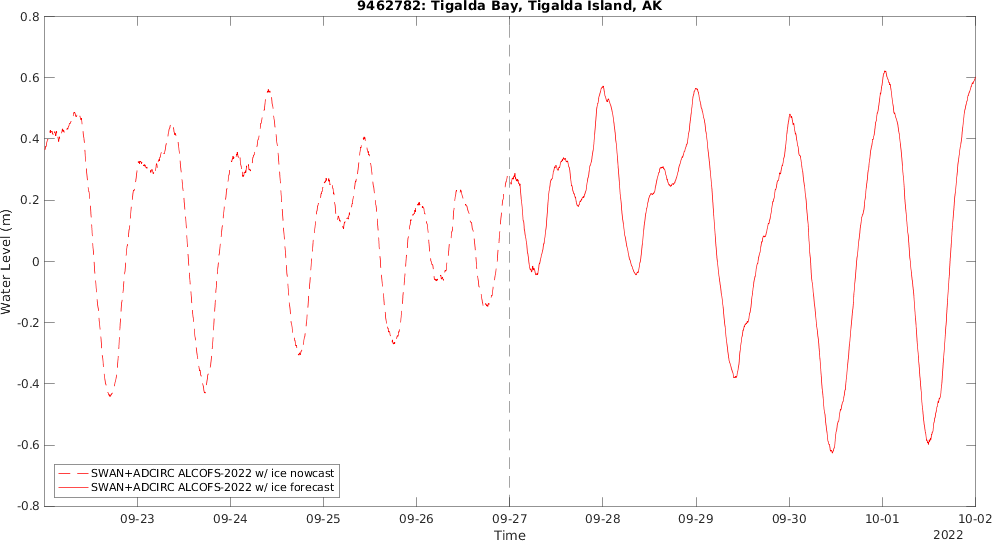 9462782: Tigalda Bay, Tigalda Island, AK
0.8
0.6
0.4
0.2
0
-0.2
-0.4
-0.6
-0.8
Water Level (m)
SWAN+ADCIRC ALCOFS-2022 w/ ice nowcast
SWAN+ADCIRC ALCOFS-2022 w/ ice forecast
09-23 09-24 09-25 09-26 09-27 09-28 09-29 09-30 10-01 10-02
Time
2022